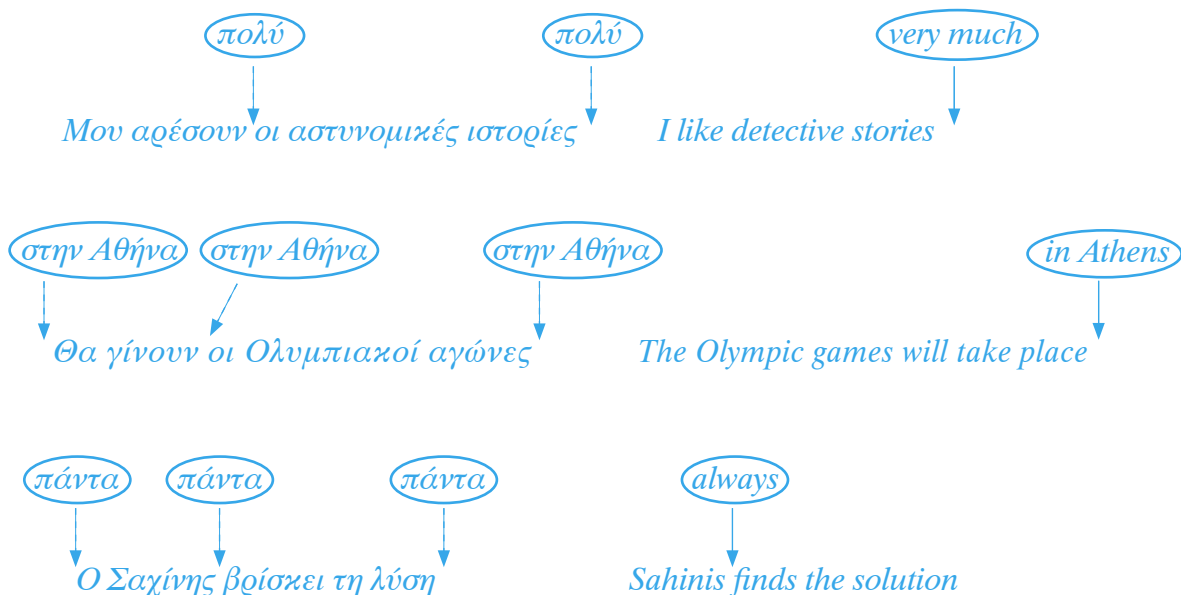 πολύ πολύ very much
Μου αρέσουν οι αστυνομικές ιστορίες I like detective stories
στην Αθήνα στην Αθήνα στην Αθήνα in Athens
Θα γίνουν οι Ολυμπιακοί αγώνες The Olympic games will take place
πάντα πάντα πάντα always
Ο Σαχίνης βρίσκει τη λύση Sahinis finds the solution